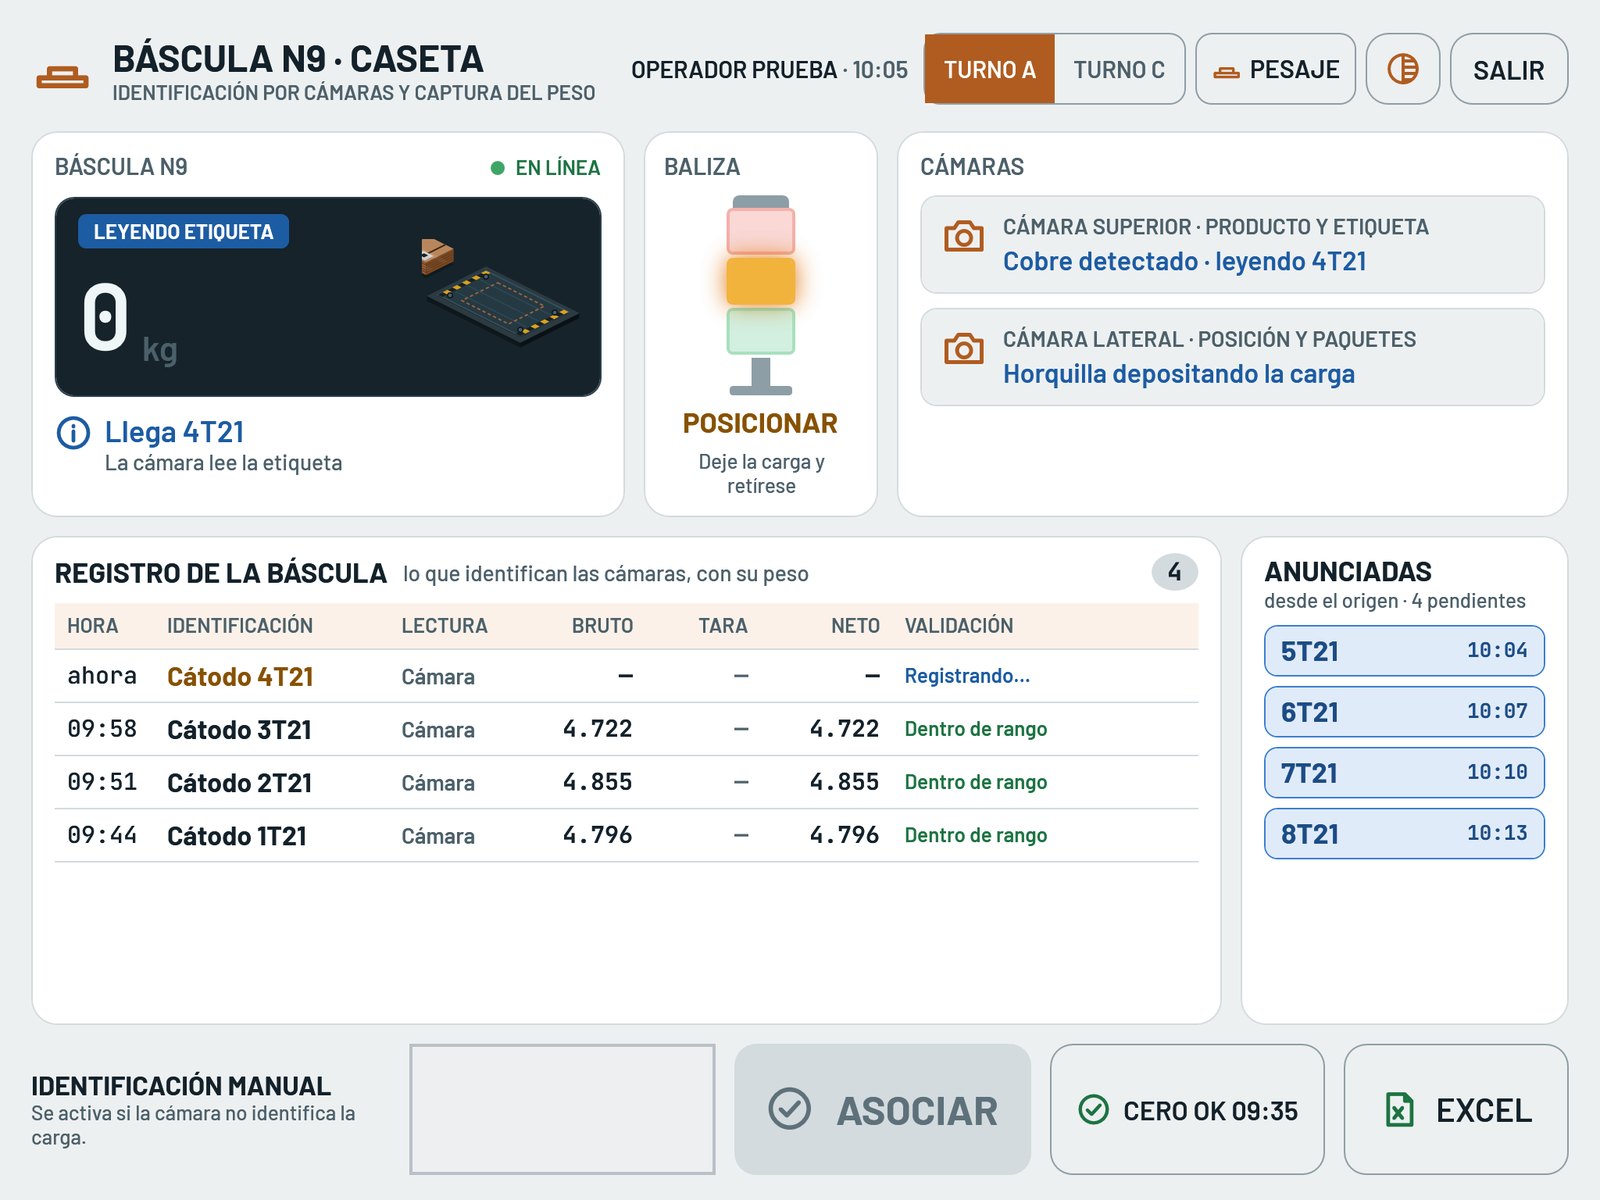 BÁSCULA N9 · CASETA
IDENTIFICACIÓN POR CÁMARAS Y CAPTURA DEL PESO
OPERADOR PRUEBA · 10:05
TURNO A
TURNO C
PESAJE
SALIR
BÁSCULA N9
EN LÍNEA
LEYENDO ETIQUETA
0 kg
Llega 4T21
La cámara lee la etiqueta
BALIZA
POSICIONAR
Deje la carga y
retírese
CÁMARAS
CÁMARA SUPERIOR · PRODUCTO Y ETIQUETA
Cobre detectado · leyendo 4T21
CÁMARA LATERAL · POSICIÓN Y PAQUETES
Horquilla depositando la carga
REGISTRO DE LA BÁSCULA lo que identifican las cámaras, con su peso 4
HORA IDENTIFICACIÓN LECTURA BRUTO TARA NETO VALIDACIÓN
ahora Cátodo 4T21 Cámara — — — Registrando...
09:58 Cátodo 3T21 Cámara 4.722 — 4.722 Dentro de rango
09:51 Cátodo 2T21 Cámara 4.855 — 4.855 Dentro de rango
09:44 Cátodo 1T21 Cámara 4.796 — 4.796 Dentro de rango
ANUNCIADAS
desde el origen · 4 pendientes
5T21 10:04
6T21 10:07
7T21 10:10
8T21 10:13
IDENTIFICACIÓN MANUAL
Se activa si la cámara no identifica la
carga.
ASOCIAR
CERO OK 09:35
EXCEL